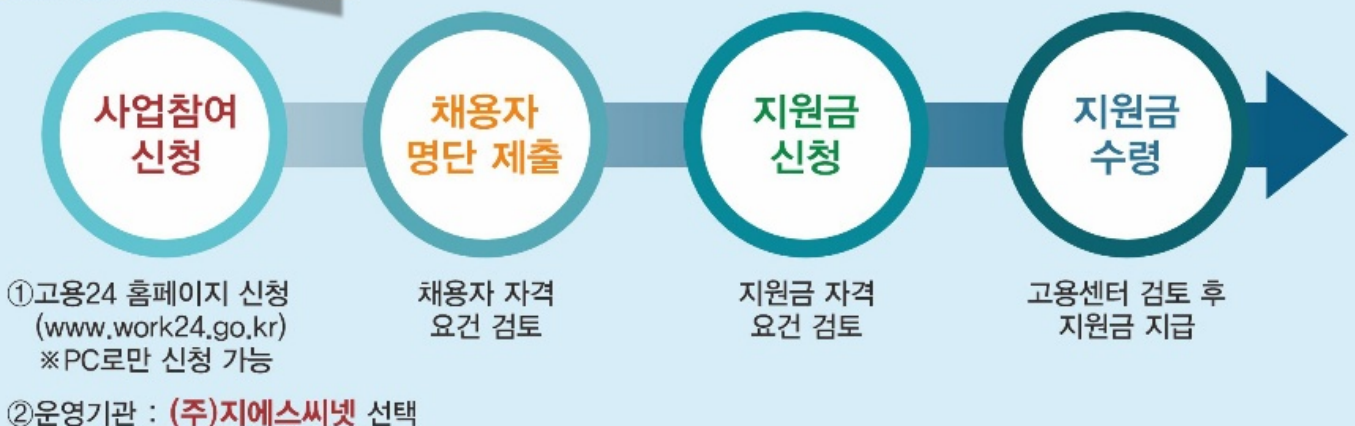 사업참여
신청
채용자
명단 제출
지원금
신청
지원금
수령
①고용24 홈페이지 신청
(www.work24.go.kr)
※PC로만 신청 가능
②운영기관 : (주)지에스씨넷 선택
채용자 자격
요건 검토
지원금 자격
요건 검토
고용센터 검토 후
지원금 지급